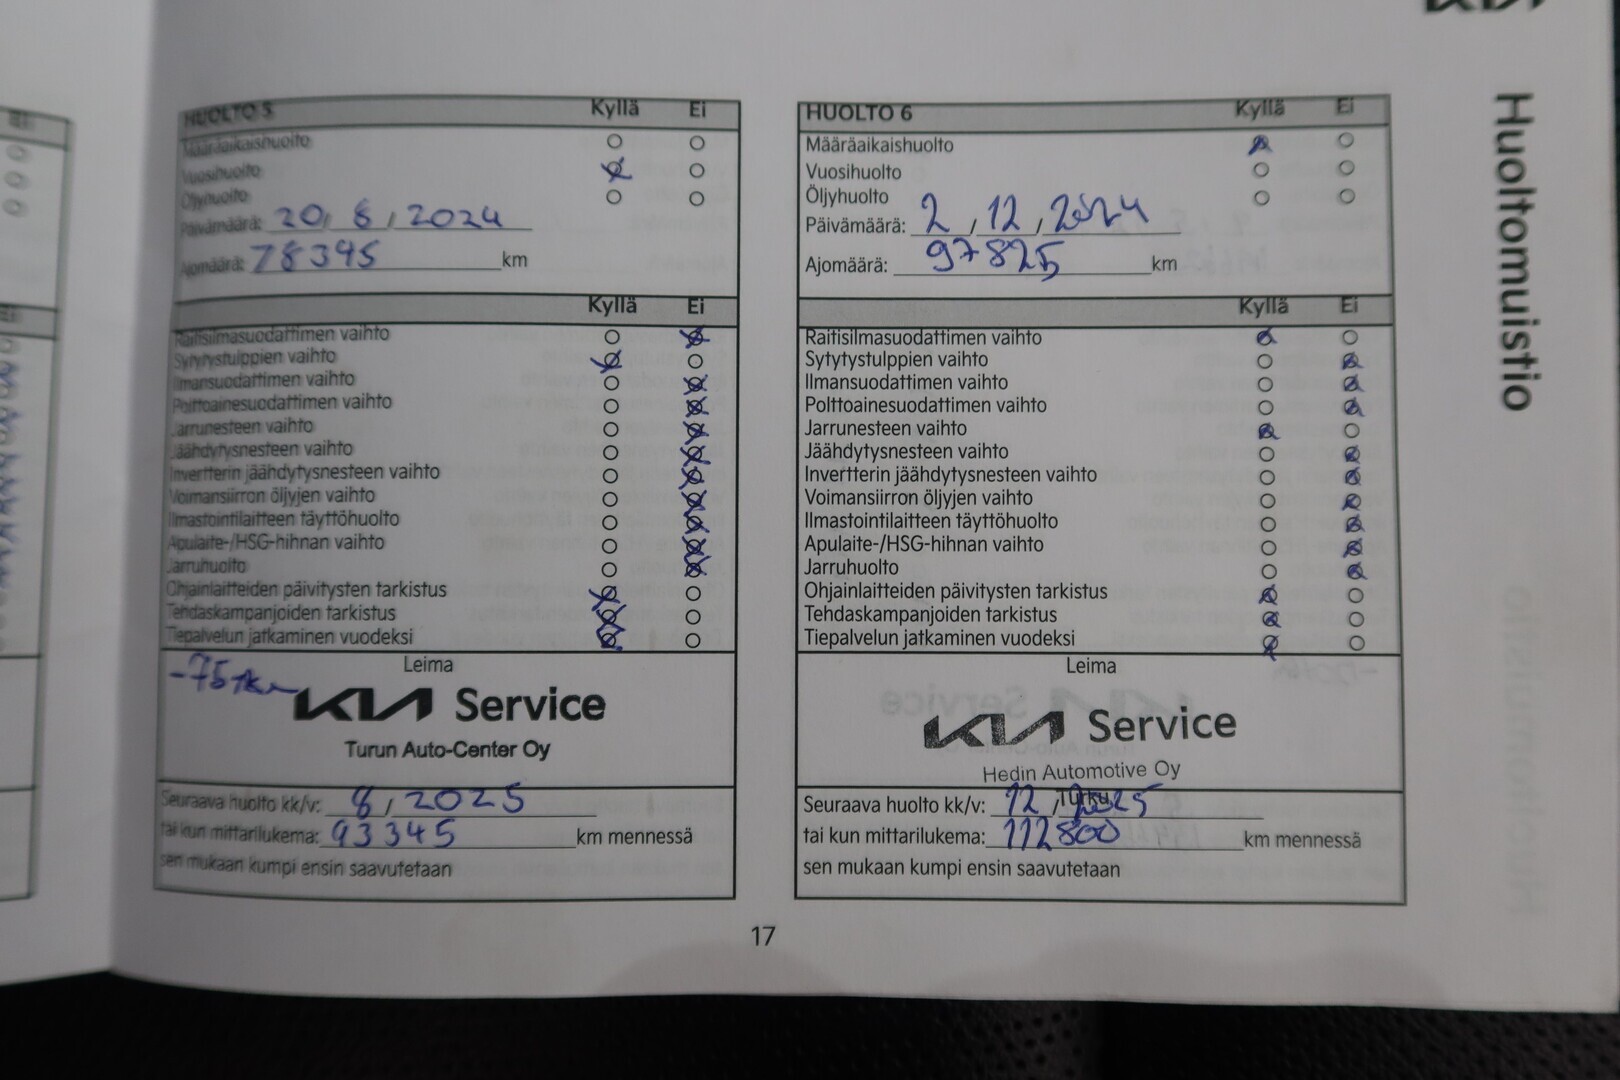 KIA
Huoltomuistio
HUOLTO 5 Kyllä Ei
Määräaikaishuolto
Vuosihuolto
Öljyhuolto
Päivämäärä: 20 / 8 / 2024
Ajomäärä: 78345 km
Kyllä Ei
Raitisilmasuodattimen vaihto
Sytytystulppien vaihto
Ilmansuodattimen vaihto
Polttoainesuodattimen vaihto
Jarrunesteen vaihto
Jäähdytysnesteen vaihto
Invertterin jäähdytysnesteen vaihto
Voimansiirron öljyjen vaihto
Ilmastointilaitteen täyttöhuolto
Apulaite-/HSG-hihnan vaihto
Jarruhuolto
Ohjainlaitteiden päivitysten tarkistus
Tehdaskampanjoiden tarkistus
Tiepalvelun jatkaminen vuodeksi
Leima
KIA Service
Turun Auto-Center Oy
Seuraava huolto kk/v: 8 / 2025
tai kun mittarilukema: 93345 km mennessä
sen mukaan kumpi ensin saavutetaan
HUOLTO 6 Kyllä Ei
Määräaikaishuolto
Vuosihuolto
Öljyhuolto
Päivämäärä: 2 / 12 / 2024
Ajomäärä: 97825 km
Kyllä Ei
Raitisilmasuodattimen vaihto
Sytytystulppien vaihto
Ilmansuodattimen vaihto
Polttoainesuodattimen vaihto
Jarrunesteen vaihto
Jäähdytysnesteen vaihto
Invertterin jäähdytysnesteen vaihto
Voimansiirron öljyjen vaihto
Ilmastointilaitteen täyttöhuolto
Apulaite-/HSG-hihnan vaihto
Jarruhuolto
Ohjainlaitteiden päivitysten tarkistus
Tehdaskampanjoiden tarkistus
Tiepalvelun jatkaminen vuodeksi
Leima
KIA Service
Hedin Automotive Oy
Turku
Seuraava huolto kk/v: 12 / 2025
tai kun mittarilukema: 112800 km mennessä
sen mukaan kumpi ensin saavutetaan
17